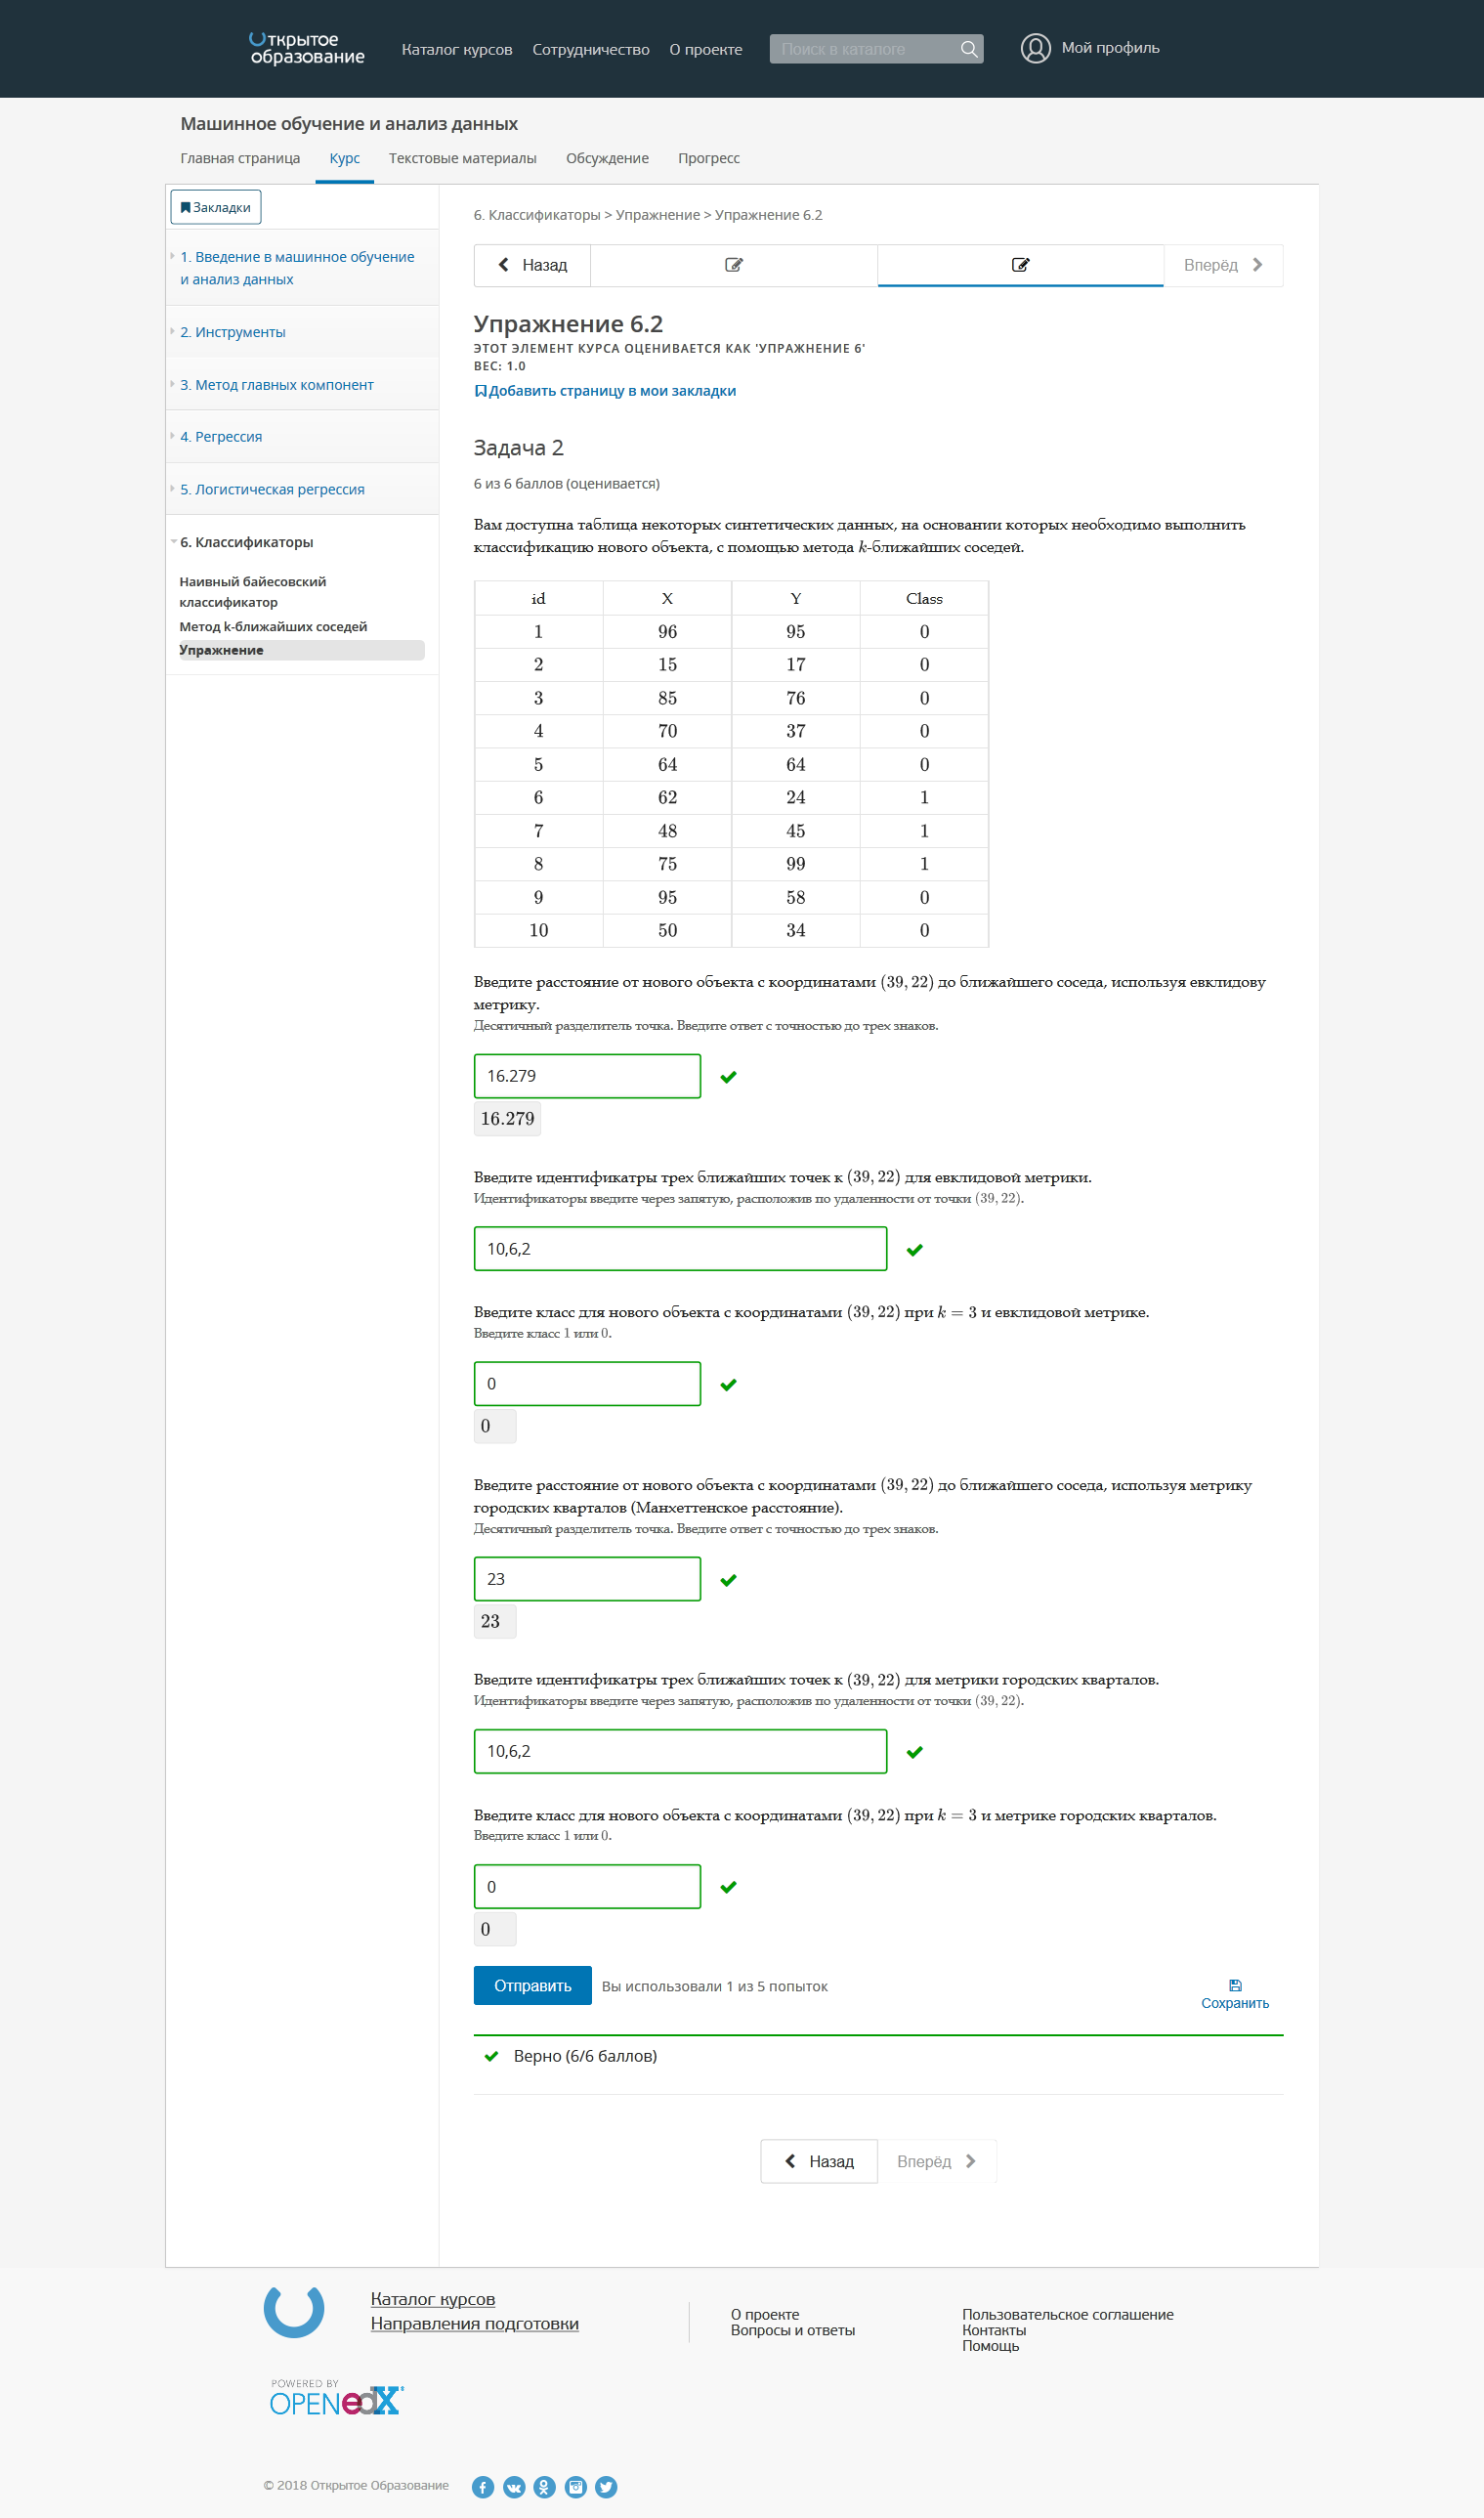 Открытое
образование
Каталог курсов Сотрудничество О проекте Поиск в каталоге Мой профиль
Машинное обучение и анализ данных
Главная страница Курс Текстовые материалы Обсуждение Прогресс
Закладки
1. Введение в машинное обучение
и анализ данных
2. Инструменты
3. Метод главных компонент
4. Регрессия
5. Логистическая регрессия
6. Классификаторы
Наивный байесовский
классификатор
Метод k-ближайших соседей
Упражнение
6. Классификаторы > Упражнение > Упражнение 6.2
Назад Вперёд
Упражнение 6.2
ЭТОТ ЭЛЕМЕНТ КУРСА ОЦЕНИВАЕТСЯ КАК 'УПРАЖНЕНИЕ 6'
ВЕС: 1.0
Добавить страницу в мои закладки
Задача 2
6 из 6 баллов (оценивается)
Вам доступна таблица некоторых синтетических данных, на основании которых необходимо выполнить
классификацию нового объекта, с помощью метода k-ближайших соседей.
id X Y Class
1 96 95 0
2 15 17 0
3 85 76 0
4 70 37 0
5 64 64 0
6 62 24 1
7 48 45 1
8 75 99 1
9 95 58 0
10 50 34 0
Введите расстояние от нового объекта с координатами (39, 22) до ближайшего соседа, используя евклидову
метрику.
Десятичный разделитель точка. Введите ответ с точностью до трех знаков.
16.279
16.279
Введите идентификатры трех ближайших точек к (39, 22) для евклидовой метрики.
Идентификаторы введите через запятую, расположив по удаленности от точки (39, 22).
10,6,2
Введите класс для нового объекта с координатами (39, 22) при k = 3 и евклидовой метрике.
Введите класс 1 или 0.
0
0
Введите расстояние от нового объекта с координатами (39, 22) до ближайшего соседа, используя метрику
городских кварталов (Манхеттенское расстояние).
Десятичный разделитель точка. Введите ответ с точностью до трех знаков.
23
23
Введите идентификатры трех ближайших точек к (39, 22) для метрики городских кварталов.
Идентификаторы введите через запятую, расположив по удаленности от точки (39, 22).
10,6,2
Введите класс для нового объекта с координатами (39, 22) при k = 3 и метрике городских кварталов.
Введите класс 1 или 0.
0
0
Отправить Вы использовали 1 из 5 попыток
Сохранить
Верно (6/6 баллов)
Назад Вперёд
Каталог курсов
Направления подготовки
О проекте
Вопросы и ответы
Пользовательское соглашение
Контакты
Помощь
POWERED BY
OPEN edX
© 2018 Открытое Образование